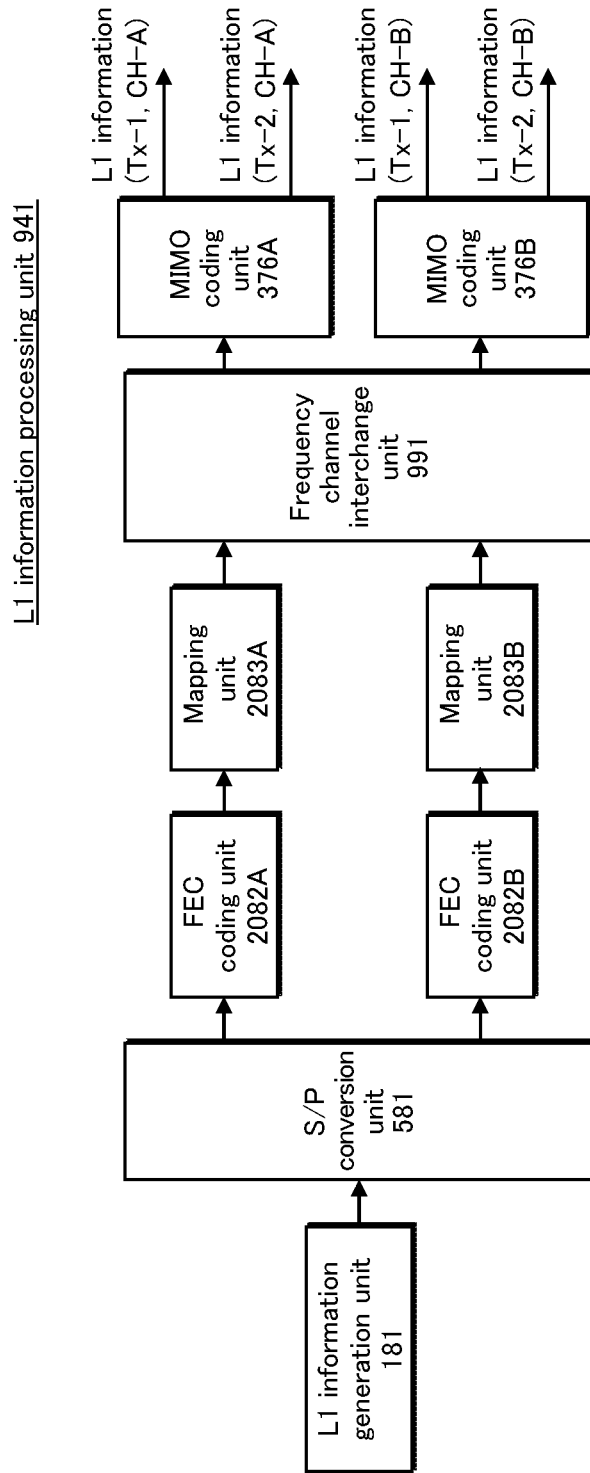 L1 information processing unit 941
L1 information
generation unit
181
S/P
conversion
unit
581
FEC
coding unit
2082A
Mapping
unit
2083A
FEC
coding unit
2082B
Mapping
unit
2083B
Frequency
channel
interchange
unit
991
MIMO
coding
unit
376A
MIMO
coding
unit
376B
L1 information
(Tx-1, CH-A)
L1 information
(Tx-2, CH-A)
L1 information
(Tx-1, CH-B)
L1 information
(Tx-2, CH-B)